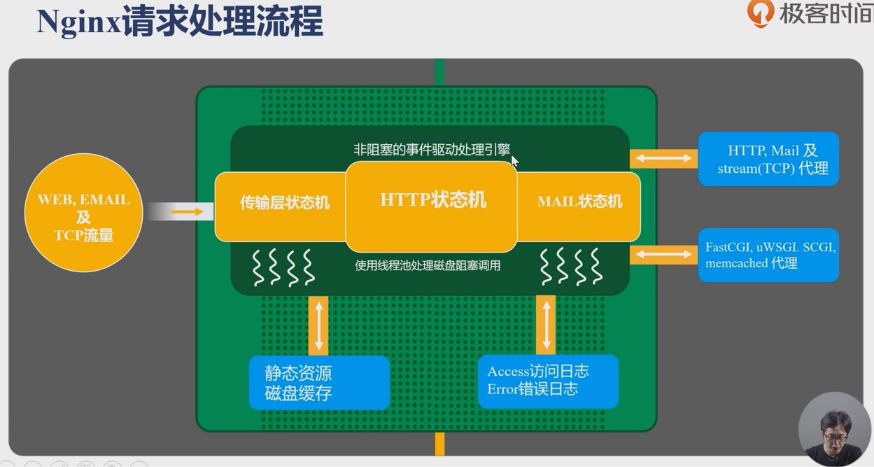 Nginx请求处理流程
极客时间
非阻塞的事件驱动处理引擎
WEB, EMAIL
及
TCP流量
传输层状态机
HTTP状态机
MAIL状态机
使用线程池处理磁盘阻塞调用
HTTP, Mail 及
stream(TCP) 代理
FastCGI, uWSGI. SCGI,
memcached 代理
静态资源
磁盘缓存
Access访问日志
Error错误日志